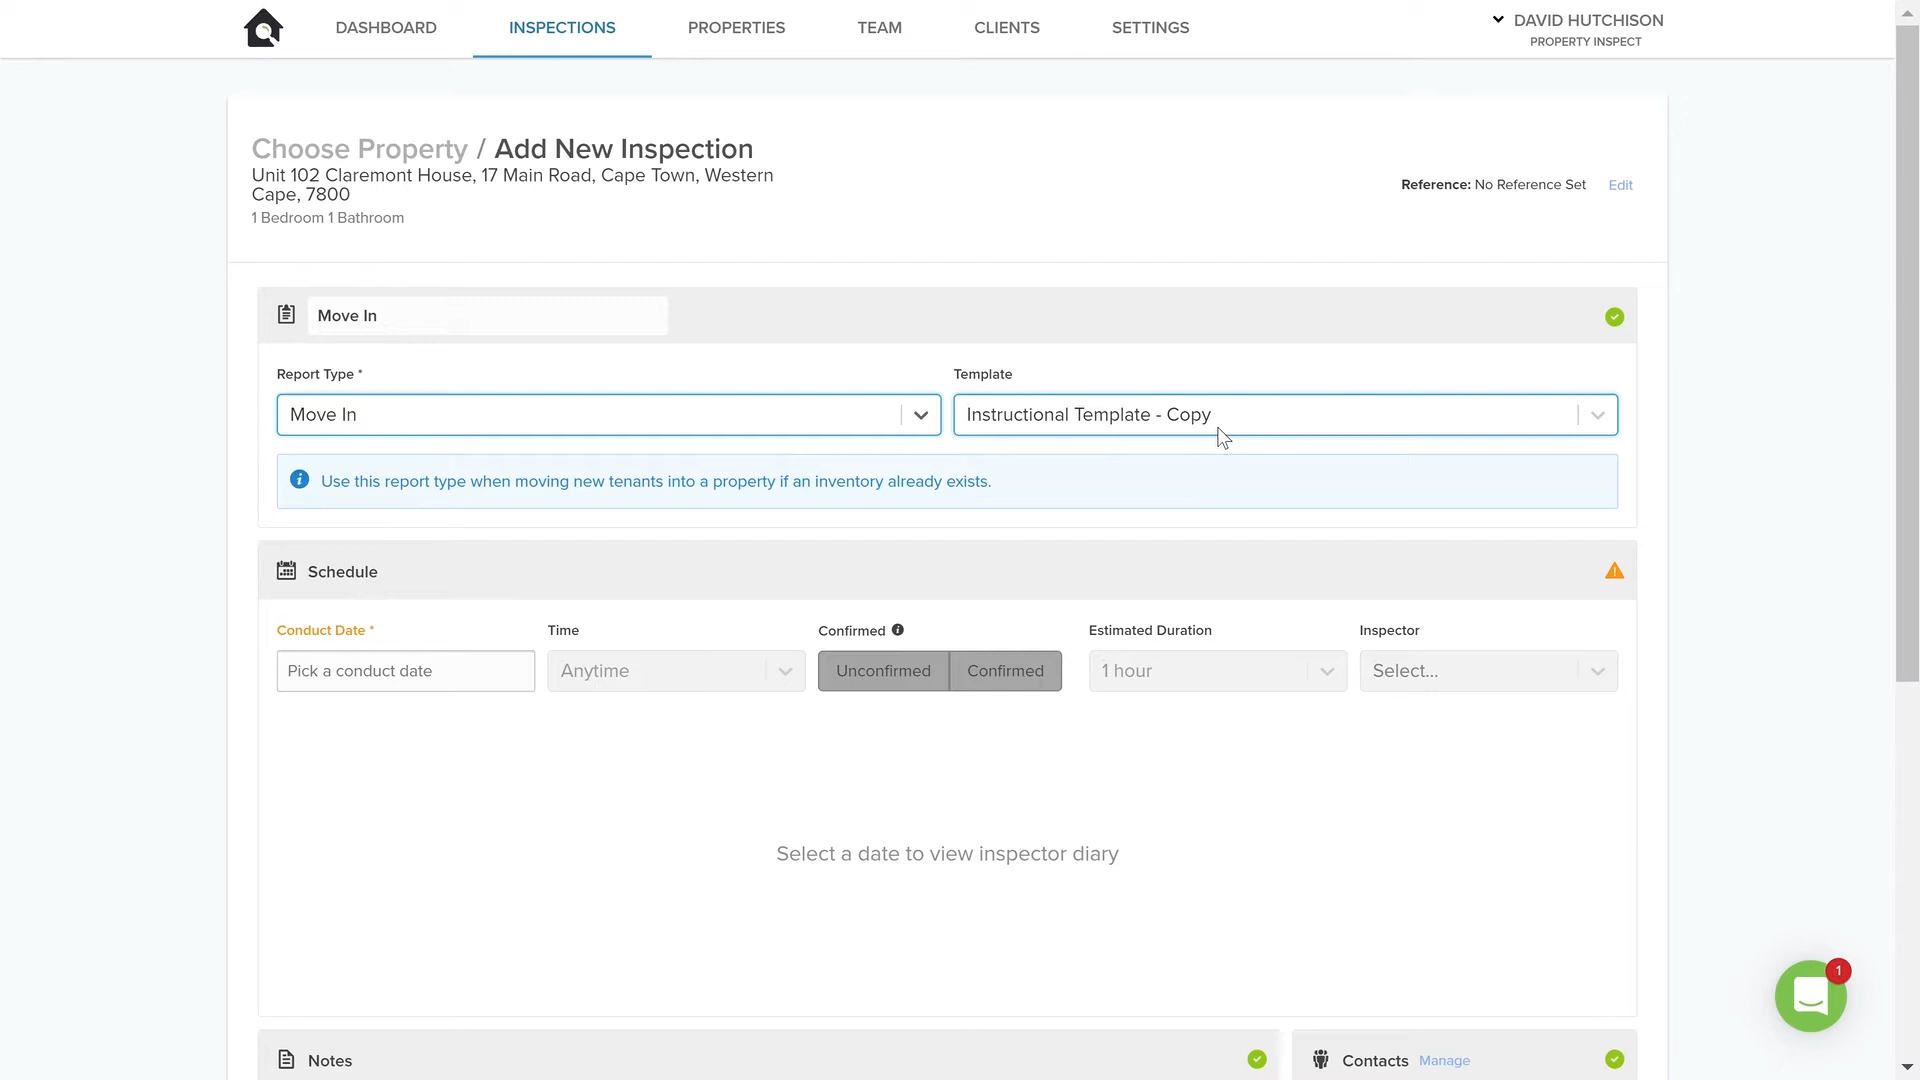 DASHBOARD
INSPECTIONS
PROPERTIES
TEAM
CLIENTS
SETTINGS
DAVID HUTCHISON
PROPERTY INSPECT
Choose Property / Add New Inspection
Unit 102 Claremont House, 17 Main Road, Cape Town, Western
Cape, 7800
1 Bedroom 1 Bathroom
Reference: No Reference Set Edit
Move In
Report Type *
Template
Move In
Instructional Template - Copy
Use this report type when moving new tenants into a property if an inventory already exists.
Schedule
Conduct Date *
Time
Confirmed
Estimated Duration
Inspector
Pick a conduct date
Anytime
Unconfirmed
Confirmed
1 hour
Select...
Select a date to view inspector diary
1
Notes
Contacts Manage